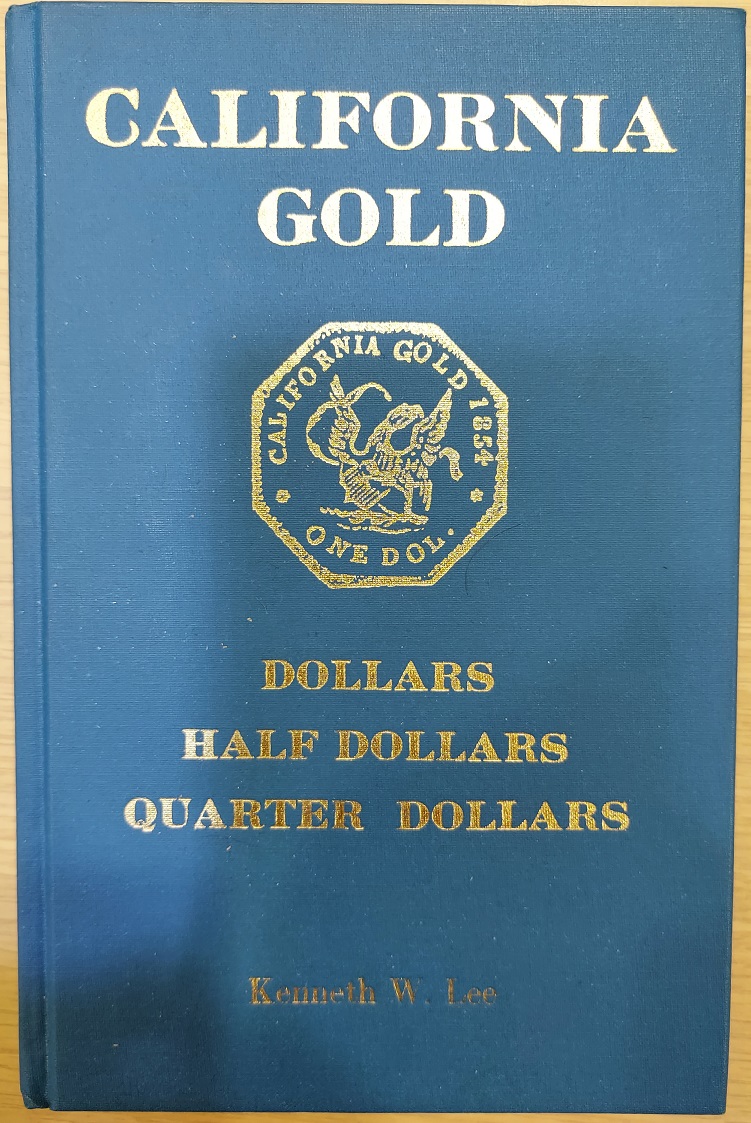 CALIFORNIA
GOLD
CALIFORNIA GOLD 1854
ONE DOL.
DOLLARS
HALF DOLLARS
QUARTER DOLLARS
Kenneth W. Lee